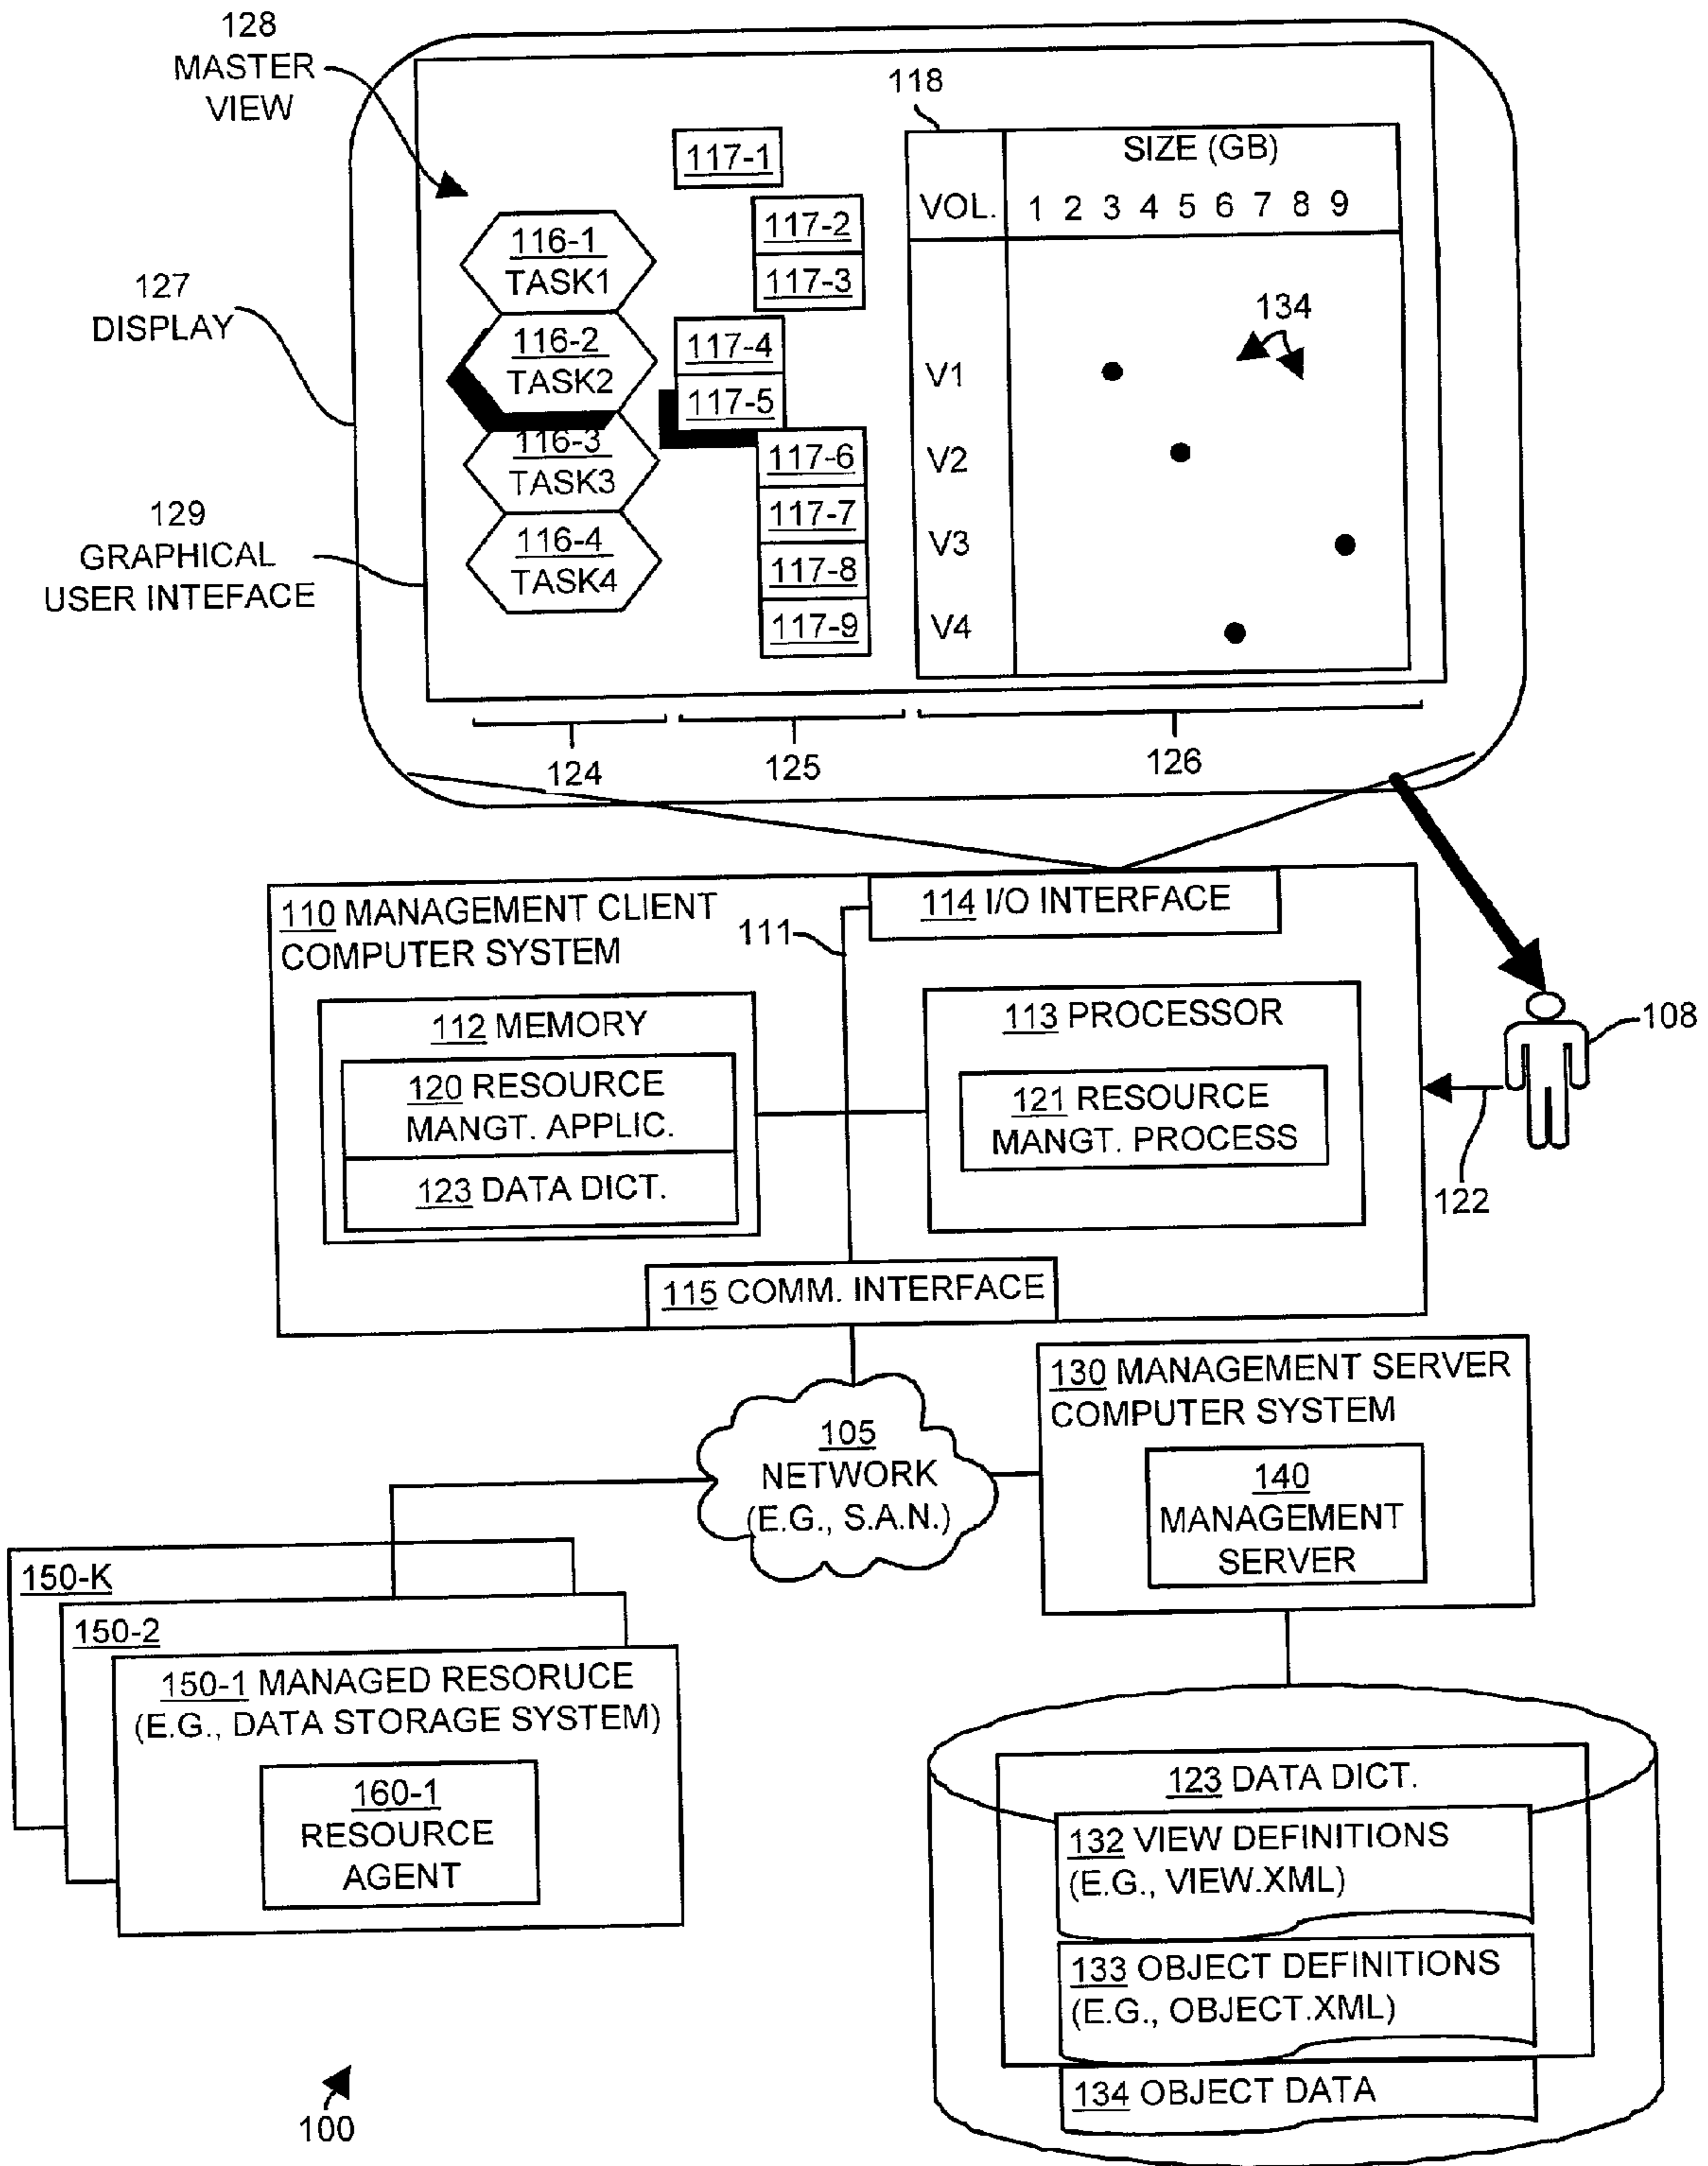 128
MASTER
VIEW
118
117-1
SIZE (GB)
VOL. 1 2 3 4 5 6 7 8 9
117-2
117-3
116-1
TASK1
127
DISPLAY
134
116-2
TASK2
117-4
117-5
V1
116-3
TASK3
117-6
V2
129
GRAPHICAL
USER INTEFACE
116-4
TASK4
117-7
117-8
117-9
V3
V4
124
125
126
110 MANAGEMENT CLIENT
COMPUTER SYSTEM
111
114 I/O INTERFACE
112 MEMORY
120 RESOURCE
MANGT. APPLIC.
123 DATA DICT.
113 PROCESSOR
121 RESOURCE
MANGT. PROCESS
108
122
115 COMM. INTERFACE
130 MANAGEMENT SERVER
COMPUTER SYSTEM
105
NETWORK
(E.G., S.A.N.)
140
MANAGEMENT
SERVER
150-K
150-2
150-1 MANAGED RESORUCE
(E.G., DATA STORAGE SYSTEM)
160-1
RESOURCE
AGENT
123 DATA DICT.
132 VIEW DEFINITIONS
(E.G., VIEW.XML)
133 OBJECT DEFINITIONS
(E.G., OBJECT.XML)
134 OBJECT DATA
100